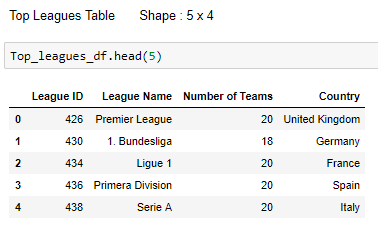 Top Leagues Table Shape : 5 x 4
Top_leagues_df.head(5)
League ID League Name Number of Teams Country
0 426 Premier League 20 United Kingdom
1 430 1. Bundesliga 18 Germany
2 434 Ligue 1 20 France
3 436 Primera Division 20 Spain
4 438 Serie A 20 Italy